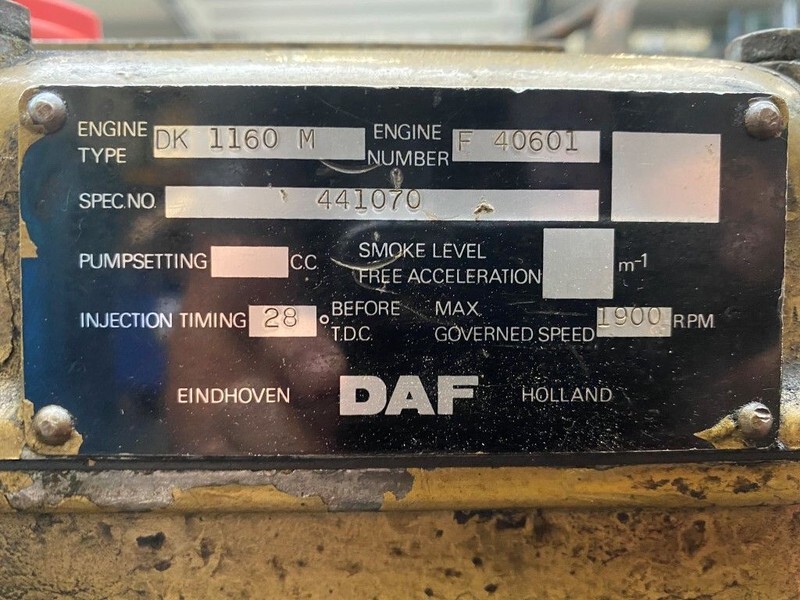 ENGINE TYPE DK 1160 M ENGINE NUMBER F 40601
SPEC.NO. 441070
PUMPSETTING C.C. SMOKE LEVEL FREE ACCELERATION m-1
INJECTION TIMING 28 ° BEFORE T.D.C. MAX. GOVERNED SPEED 1900 RPM
EINDHOVEN DAF HOLLAND